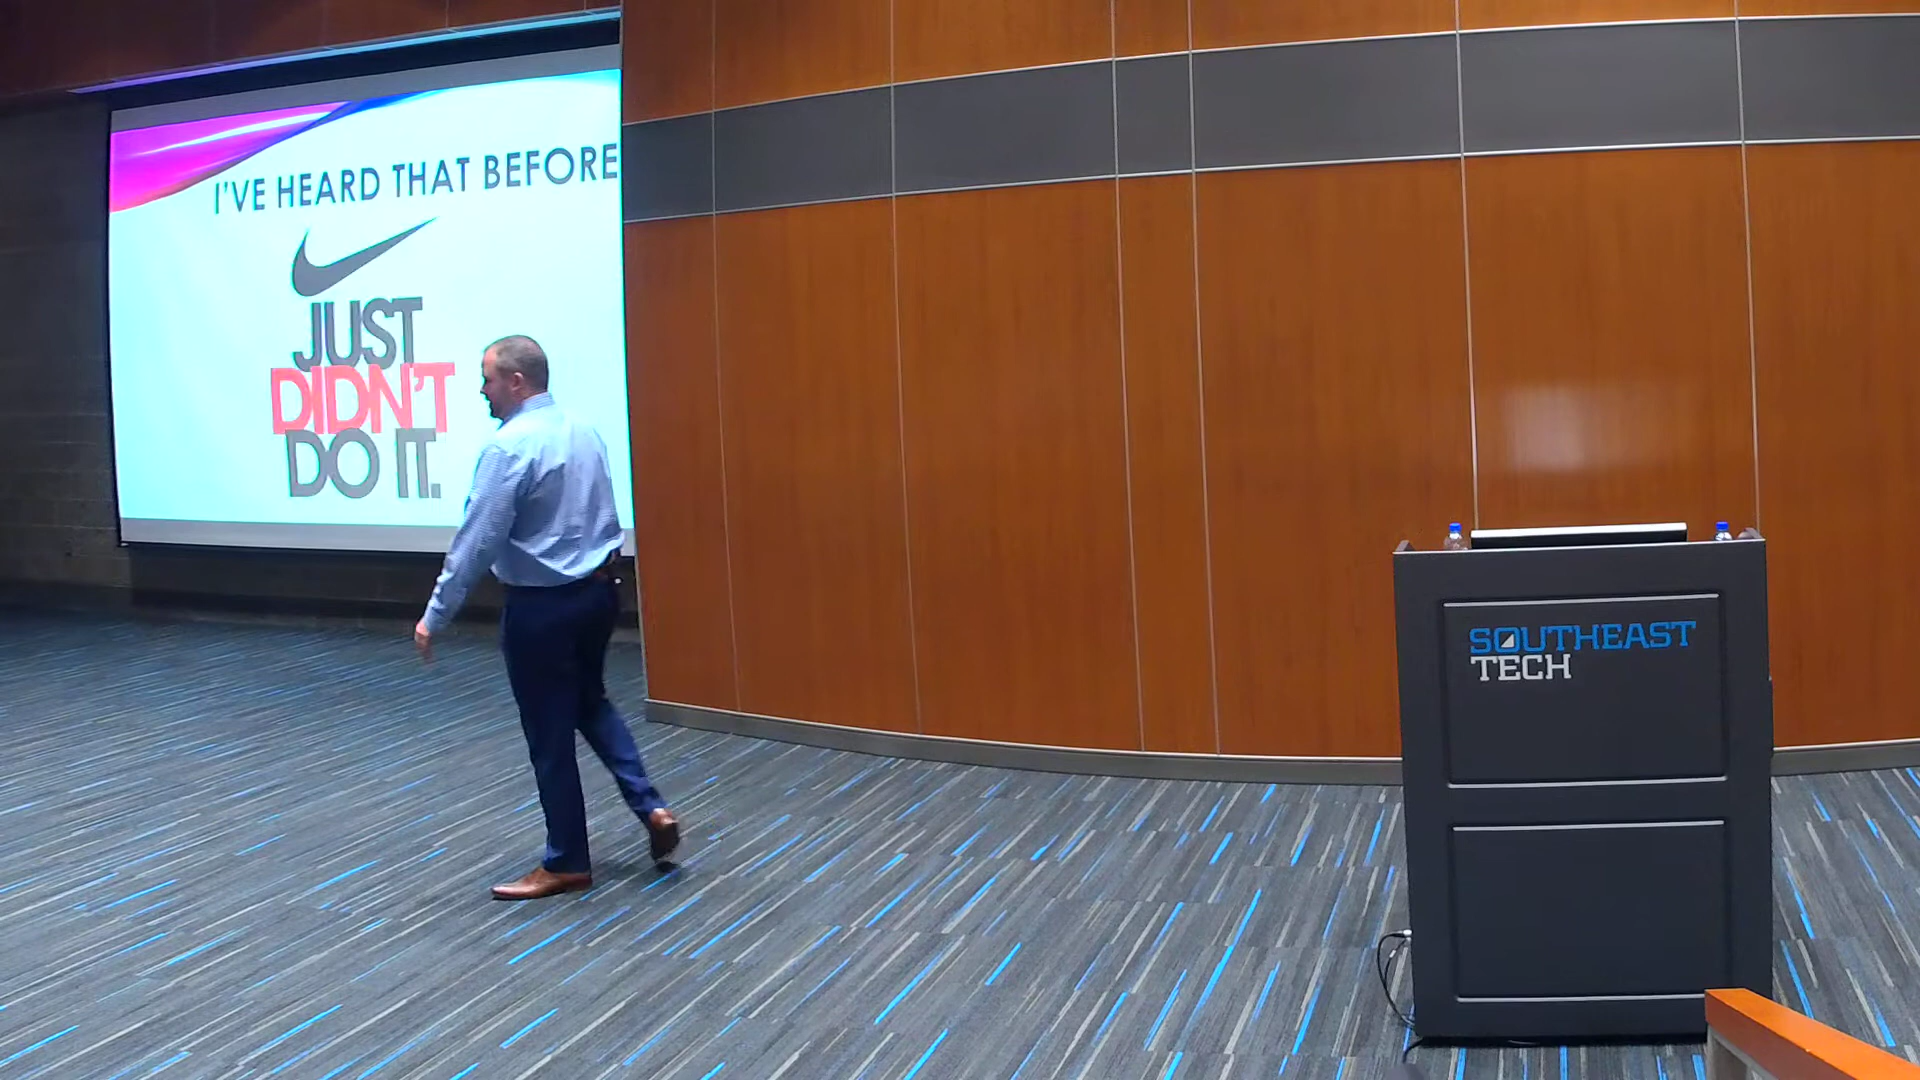 I'VE HEARD THAT BEFORE
JUST
DIDN'T
DO IT.
SOUTHEAST
TECH